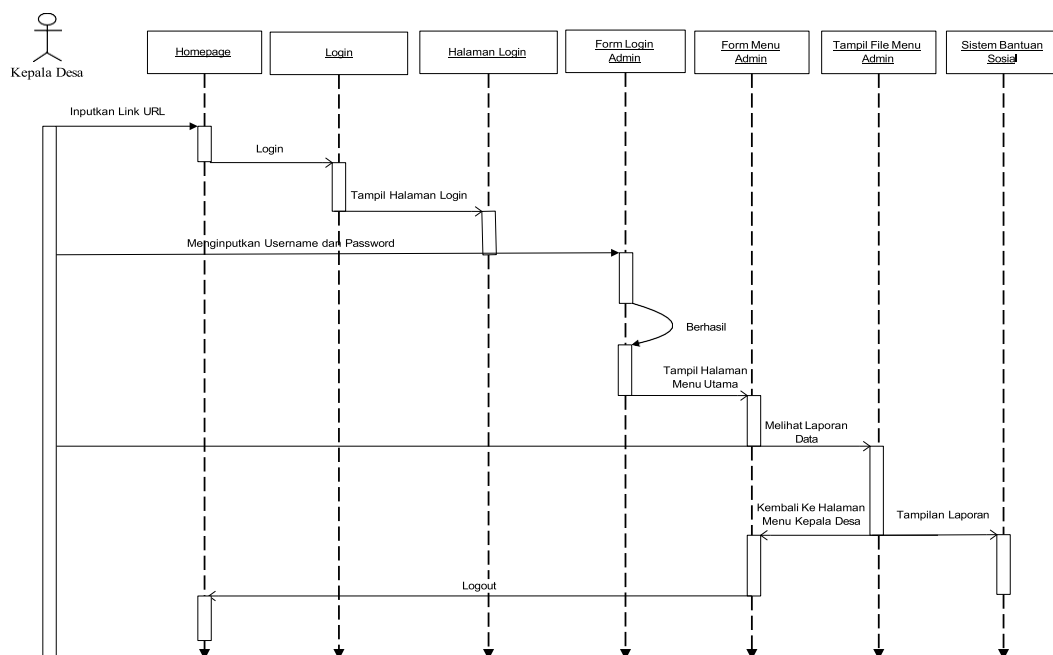 Kepala Desa
Homepage
Login
Halaman Login
Form Login
Admin
Form Menu
Admin
Tampil File Menu
Admin
Sistem Bantuan
Sosial
Inputkan Link URL
Login
Tampil Halaman Login
Menginputkan Username dan Password
Berhasil
Tampil Halaman
Menu Utama
Melihat Laporan
Data
Kembali Ke Halaman
Menu Kepala Desa
Tampilan Laporan
Logout